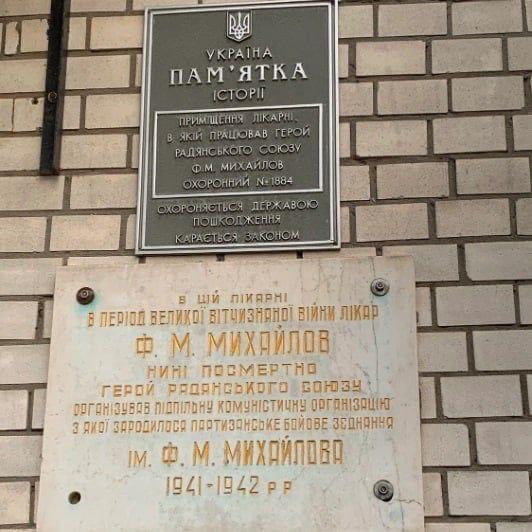 УКРАЇНА
ПАМ'ЯТКА
ІСТОРІЇ
ПРИМІЩЕННЯ ЛІКАРНІ,
В ЯКІЙ ПРАЦЮВАВ ГЕРОЙ
РАДЯНСЬКОГО СОЮЗУ
Ф.М. МИХАЙЛОВ
ОХОРОННИЙ №1884
ОХОРОНЯЄТЬСЯ ДЕРЖАВОЮ
ПОШКОДЖЕННЯ
КАРАЄТЬСЯ ЗАКОНОМ
В ЦІЙ ЛІКАРНІ
В ПЕРІОД ВЕЛИКОЇ ВІТЧИЗНЯНОЇ ВІЙНИ ЛІКАР
Ф. М. МИХАЙЛОВ
НИНІ ПОСМЕРТНО
ГЕРОЙ РАДЯНСЬКОГО СОЮЗУ
ОРГАНІЗУВАВ ПІДПІЛЬНУ КОМУНІСТИЧНУ ОРГАНІЗАЦІЮ
З ЯКОЇ ЗАРОДИЛОСЯ ПАРТИЗАНСЬКЕ БОЙОВЕ ЗЄДНАННЯ
ІМ. Ф. М. МИХАЙЛОВА
1941-1942 Р Р